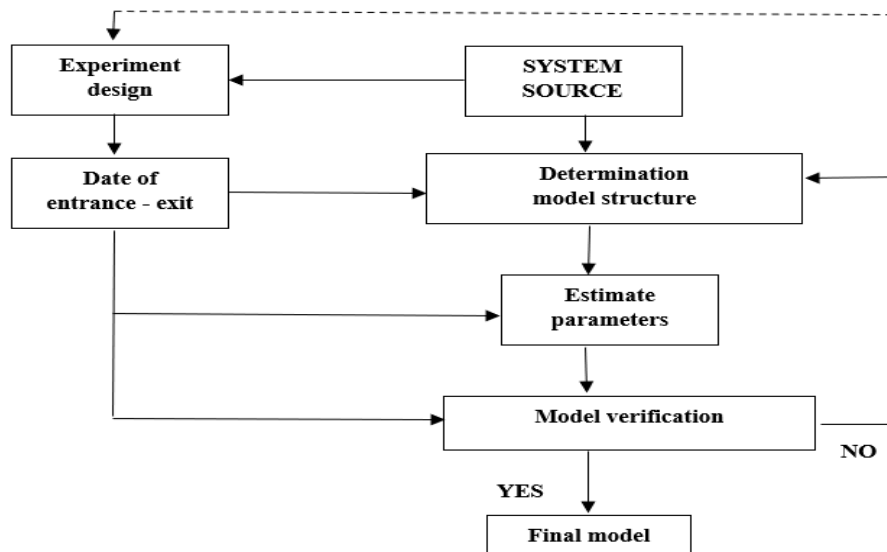 Experiment
design
SYSTEM
SOURCE
Date of
entrance - exit
Determination
model structure
Estimate
parameters
Model verification
NO
YES
Final model